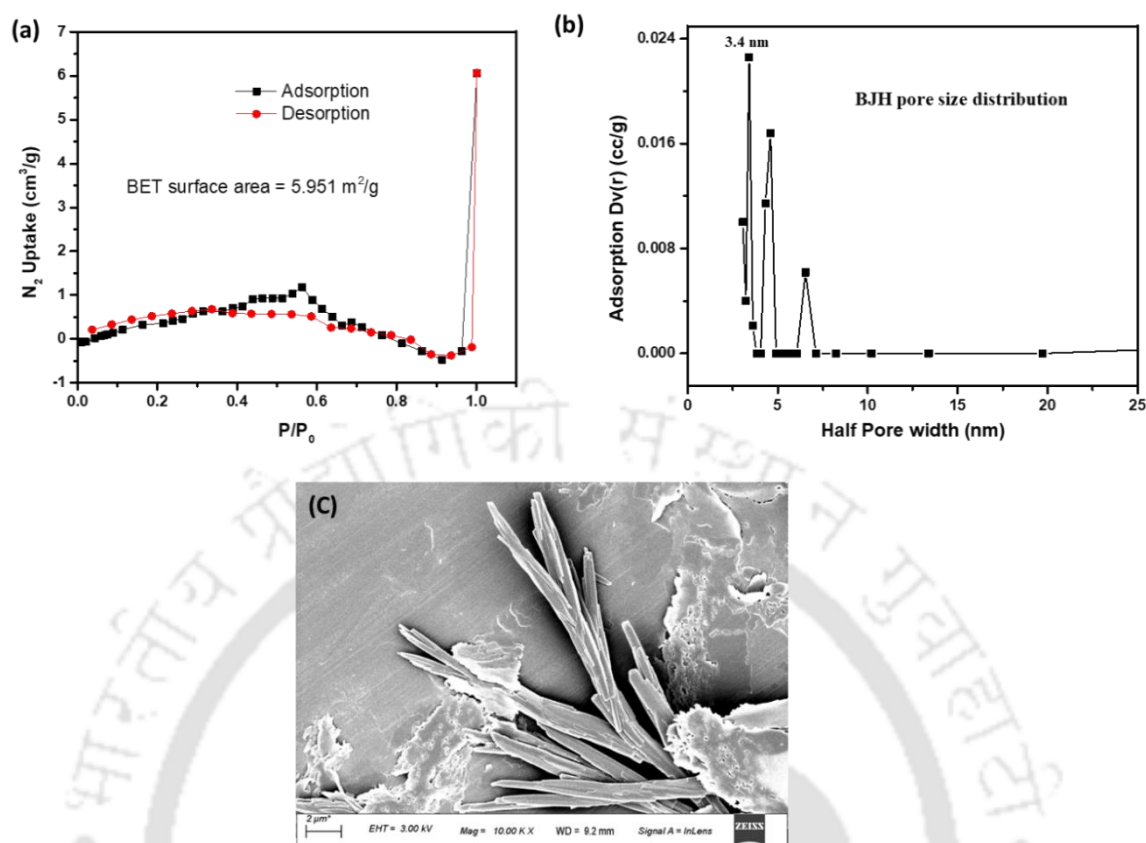 (a)
N₂ Uptake (cm³/g)
7
6
5
4
3
2
1
0
-1
Adsorption
Desorption
BET surface area = 5.951 m²/g
0.0 0.2 0.4 0.6 0.8 1.0
P/P₀
(b)
Adsorption Dv(r) (cc/g)
0.024
0.016
0.008
0.000
3.4 nm
BJH pore size distribution
0 5 10 15 20 25
Half Pore width (nm)
(C)
2 µm*
EHT = 3.00 kV Mag = 10.00 K X WD = 9.2 mm Signal A = InLens ZEISS
भारतीय प्रौद्योगिकी संस्थान गुवाहाटी